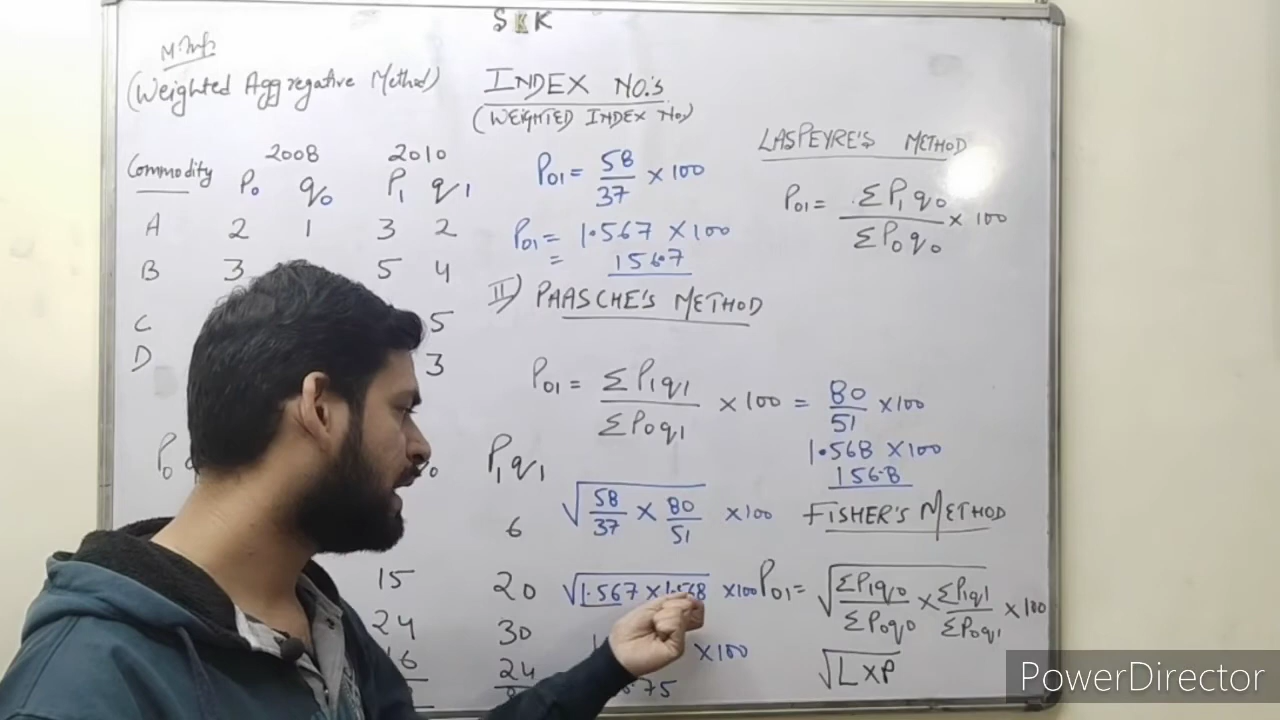 SKK
(Weighted Aggregative Method)
INDEX NO.'s
(WEIGHTED INDEX No.)
Commodity 2008 2010
P0 q0 P1 q1
A 2 1 3 2
B 3 5 4
C 5
D 3
P0
P1q1
6
15 20
24 30
16 24
P01 = 58/37 × 100
P01 = 1.567 × 100
= 156.7
II) PAASCHE'S METHOD
P01 = ΣP1q1/ΣP0q1 × 100 = 80/51 × 100
1.568 × 100
156.8
LASPEYRE'S METHOD
P01 = ΣP1q0/ΣP0q0 × 100
FISHER'S METHOD
P01 = √ΣP1q0/ΣP0q0 × ΣP1q1/ΣP0q1 × 100
√L×P
√58/37 × 80/51 × 100
√1.567 × 1.568 × 100
× 100
PowerDirector